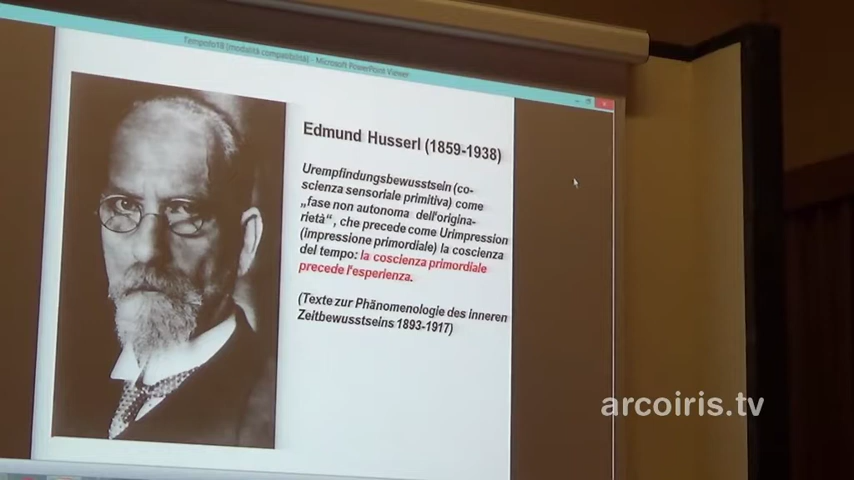 Tempofis18 [modalità compatibilità] - Microsoft PowerPoint Viewer
Edmund Husserl (1859-1938)
Urempfindungsbewusstsein (co-
scienza sensoriale primitiva) come
„fase non autonoma dell'origina-
rietà“, che precede come Urimpression
(impressione primordiale) la coscienza
del tempo: la coscienza primordiale
precede l'esperienza.
(Texte zur Phänomenologie des inneren
Zeitbewusstseins 1893-1917)
arcoiris.tv